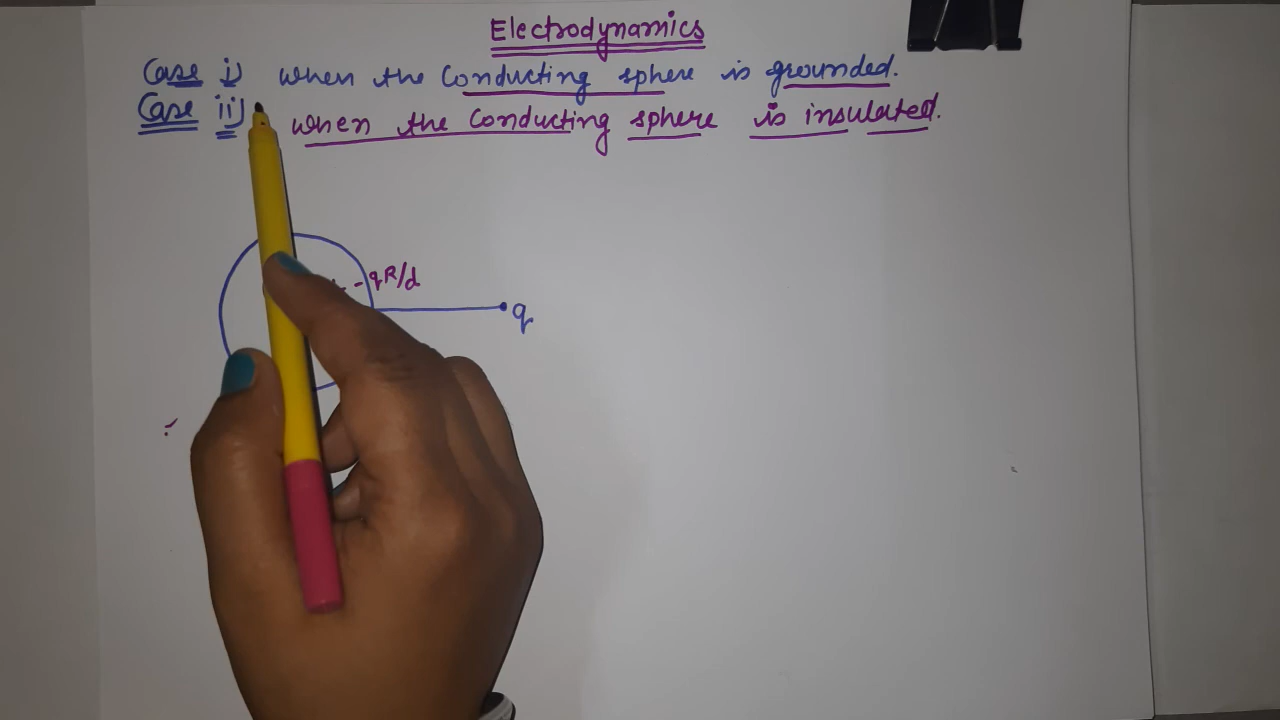 Electrodynamics
Case i) when the conducting sphere is grounded.
Case ii) when the conducting sphere is insulated.
-qR/d
q